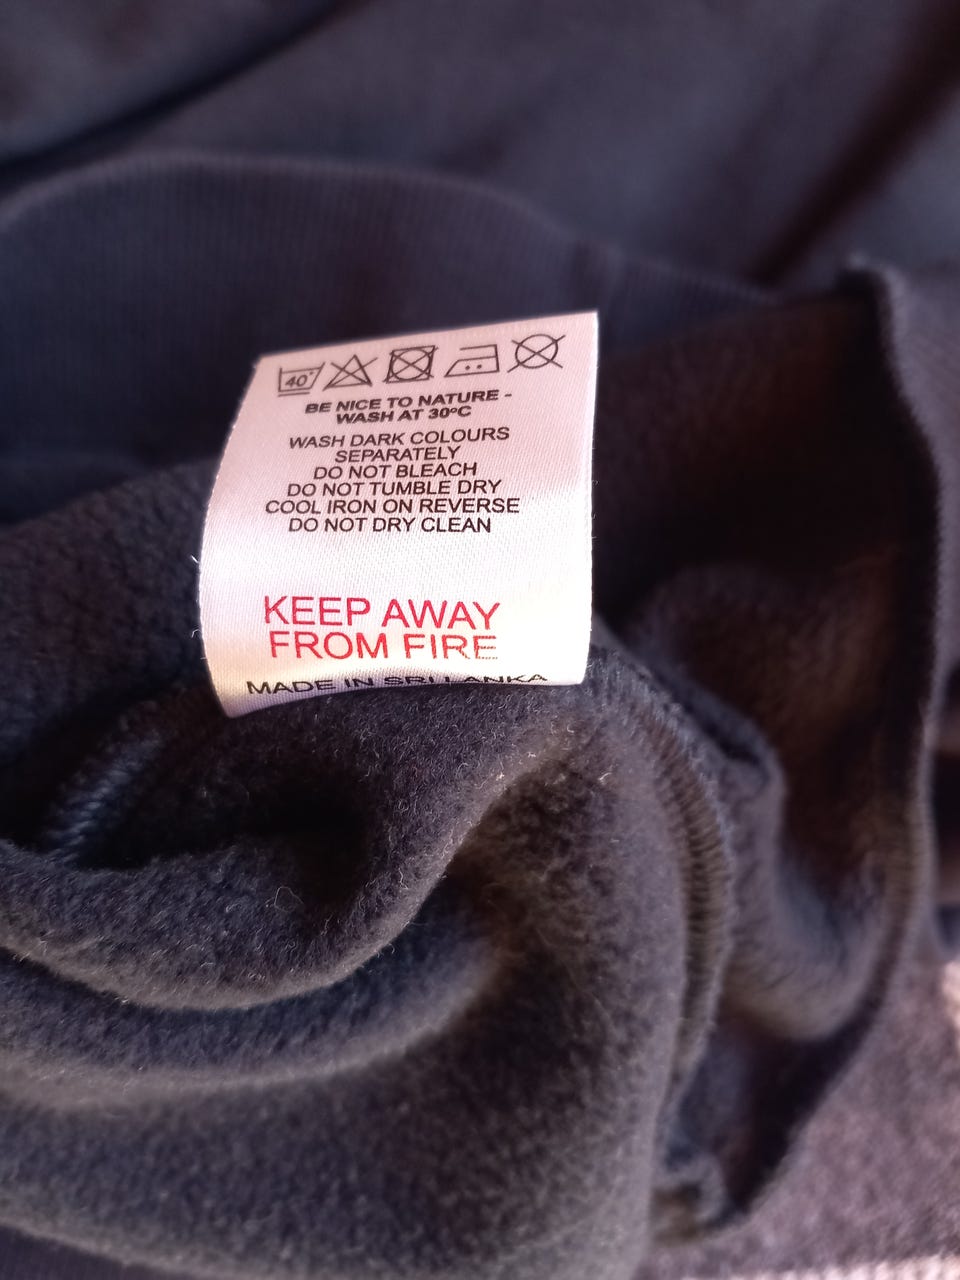 40°
BE NICE TO NATURE -
WASH AT 30ºC
WASH DARK COLOURS
SEPARATELY
DO NOT BLEACH
DO NOT TUMBLE DRY
COOL IRON ON REVERSE
DO NOT DRY CLEAN
KEEP AWAY
FROM FIRE
MADE IN SRI LANKA